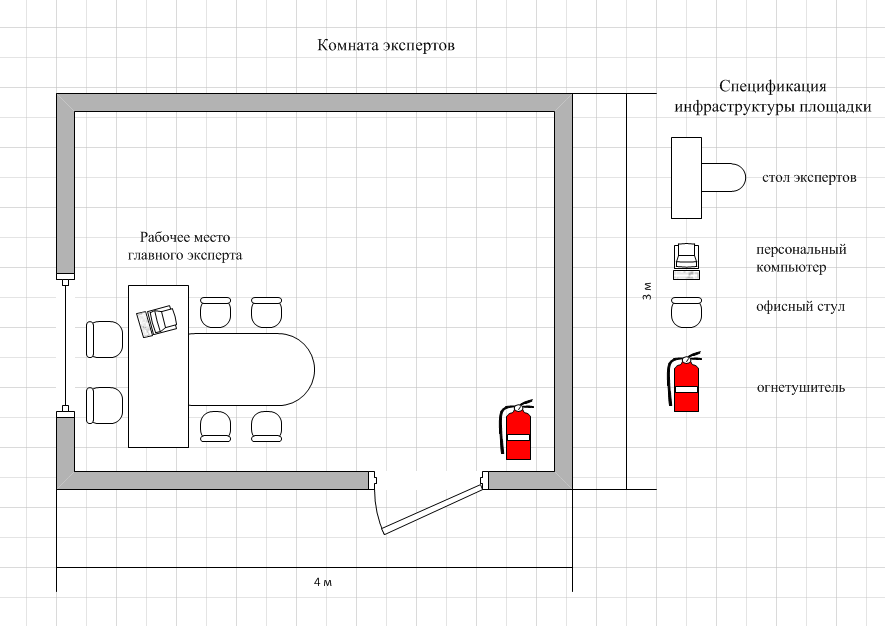 Комната экспертов
Спецификация
инфраструктуры площадки
стол экспертов
Рабочее место
главного эксперта
персональный
компьютер
3 м
офисный стул
огнетушитель
4 м